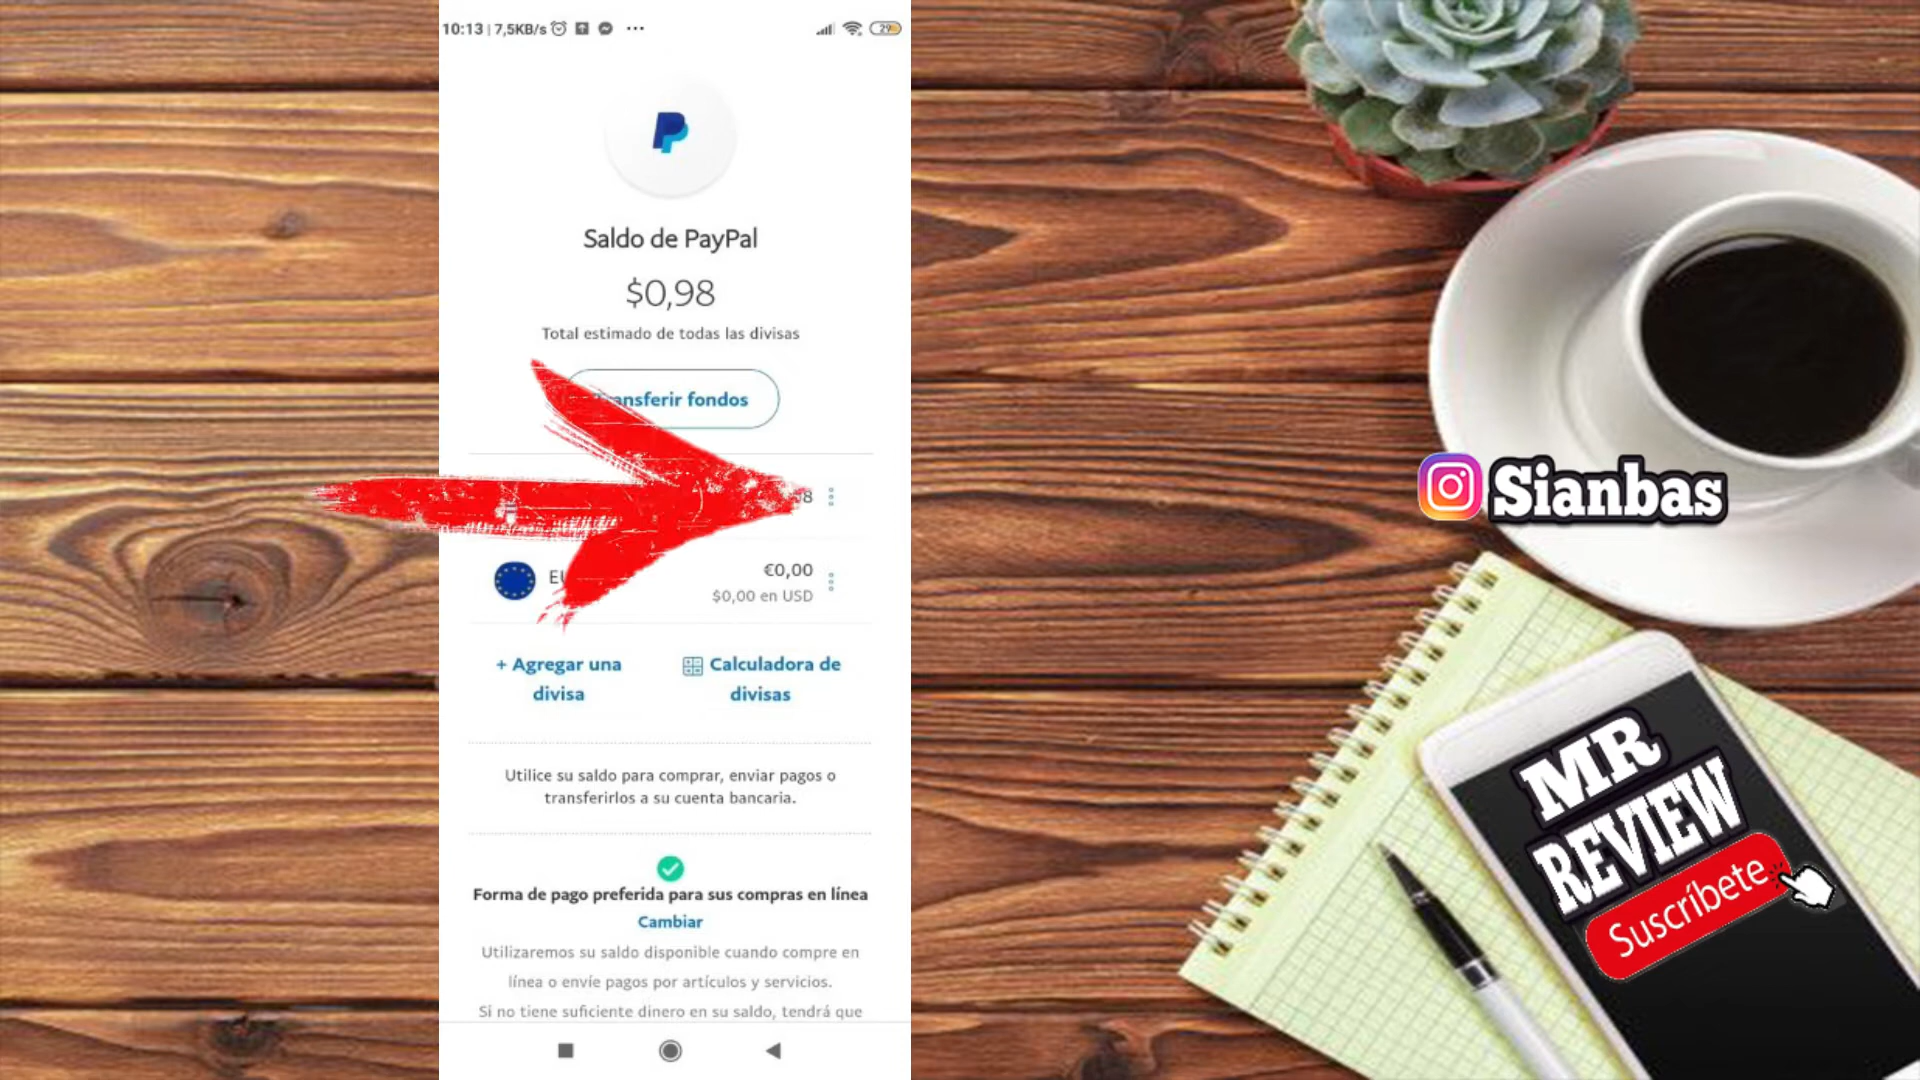 10:13 | 7,5KB/s
29
Saldo de PayPal
$0,98
Total estimado de todas las divisas
ansferir fondos
8
€0,00
$0,00 en USD
+ Agregar una
divisa
Calculadora de
divisas
Utilice su saldo para comprar, enviar pagos o
transferirlos a su cuenta bancaria.
Forma de pago preferida para sus compras en línea
Cambiar
Utilizaremos su saldo disponible cuando compre en
línea o envíe pagos por artículos y servicios.
Si no tiene suficiente dinero en su saldo, tendrá que
Sianbas
MR
REVIEW
Suscríbete